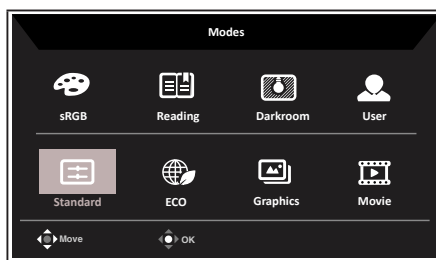 Modes
sRGB Reading Darkroom User
Standard ECO Graphics Movie
Move OK